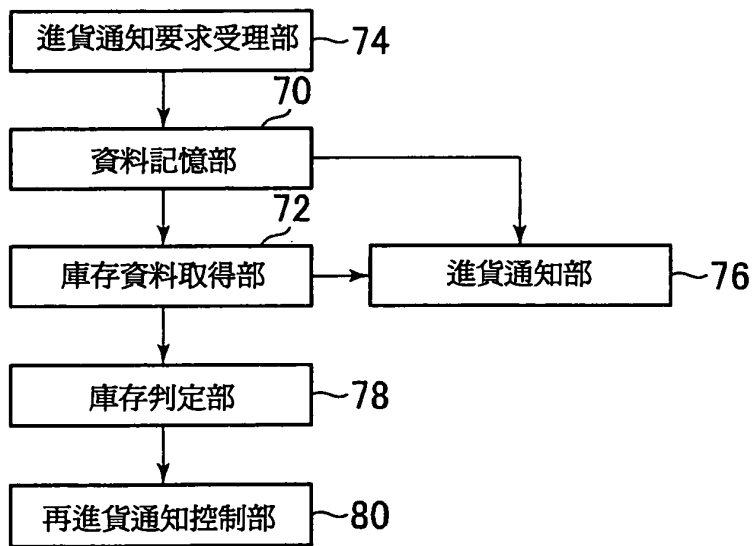 進貨通知要求受理部
74
70
資料記憶部
72
庫存資料取得部
進貨通知部
76
庫存判定部
78
再進貨通知控制部
80